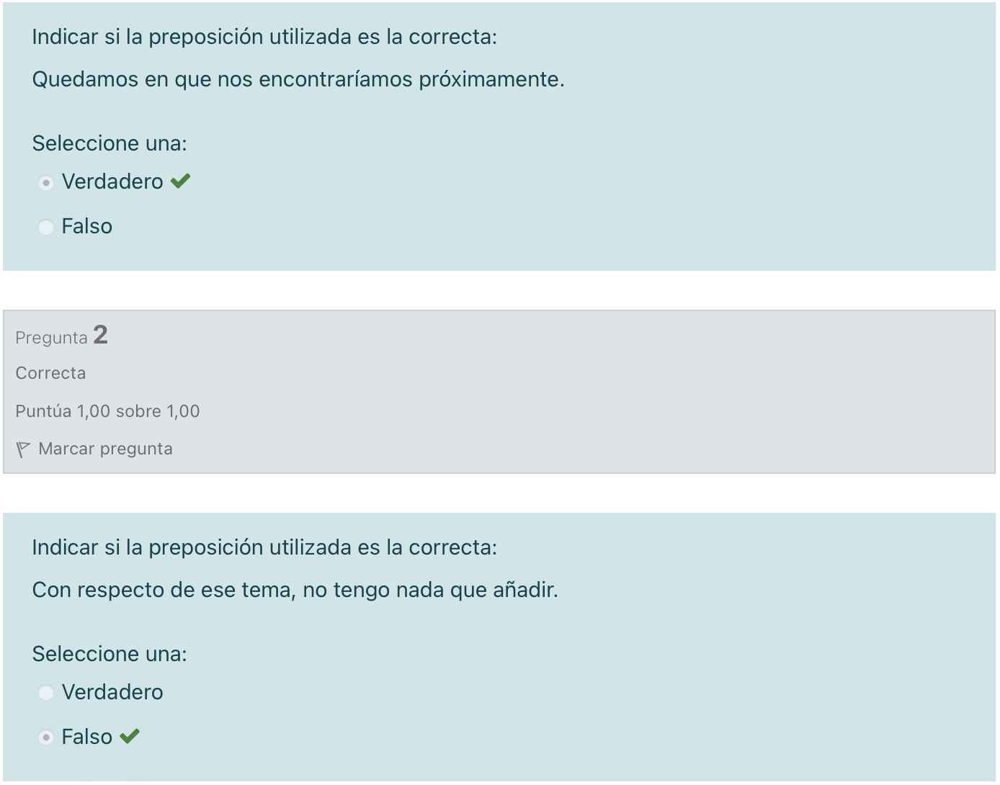 Indicar si la preposición utilizada es la correcta:
Quedamos en que nos encontraríamos próximamente.
Seleccione una:
Verdadero
Falso
Pregunta 2
Correcta
Puntúa 1,00 sobre 1,00
Marcar pregunta
Indicar si la preposición utilizada es la correcta:
Con respecto de ese tema, no tengo nada que añadir.
Seleccione una:
Verdadero
Falso